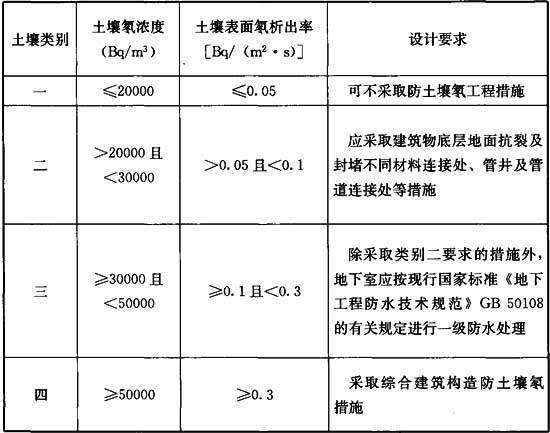 土壤类别
土壤氡浓度
（Bq/m³）
土壤表面氡析出率
[Bq/（m²·s）]
设计要求
一
≤20000
≤0.05
可不采取防土壤氡工程措施
二
>20000 且
<30000
>0.05 且<0.1
应采取建筑物底层地面抗裂及
封堵不同材料连接处、管井及管
道连接处等措施
三
≥30000 且
<50000
≥0.1 且<0.3
除采取类别二要求的措施外，
地下室应按现行国家标准《地下
工程防水技术规范》GB 50108
的有关规定进行一级防水处理
四
≥50000
≥0.3
采取综合建筑构造防土壤氡
措施